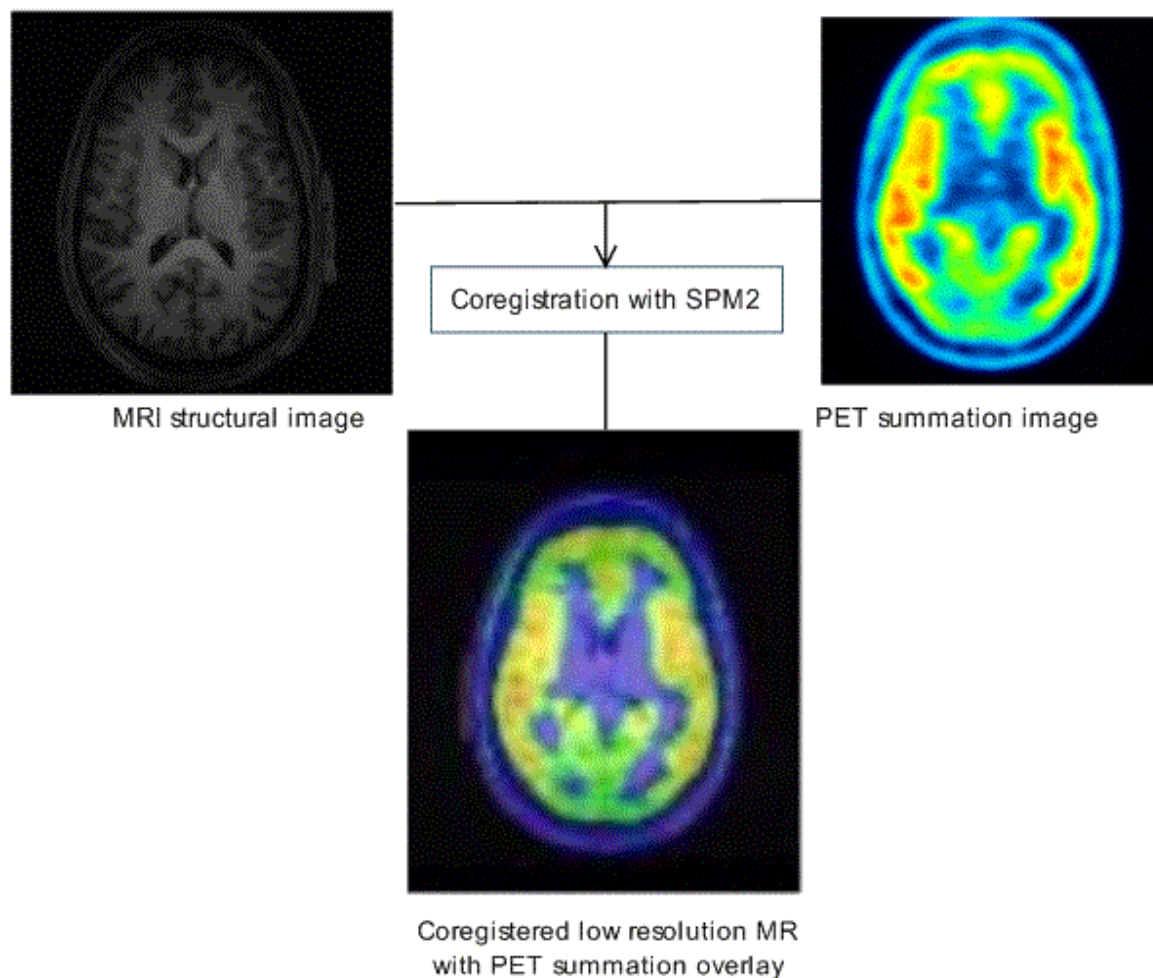 Coregistration with SPM2
MRI structural image
PET summation image
Coregistered low resolution MR
with PET summation overlay